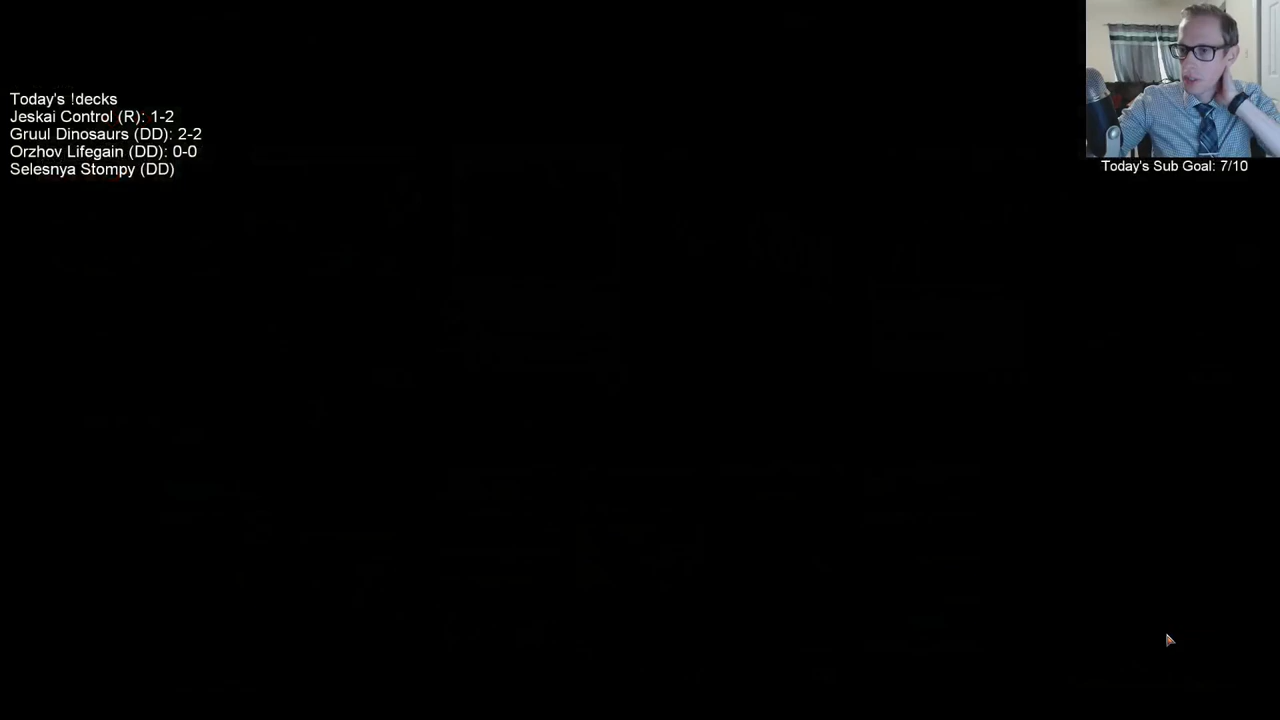 Today's !decks
Jeskai Control (R): 1-2
Gruul Dinosaurs (DD): 2-2
Orzhov Lifegain (DD): 0-0
Selesnya Stompy (DD)
Today's Sub Goal: 7/10